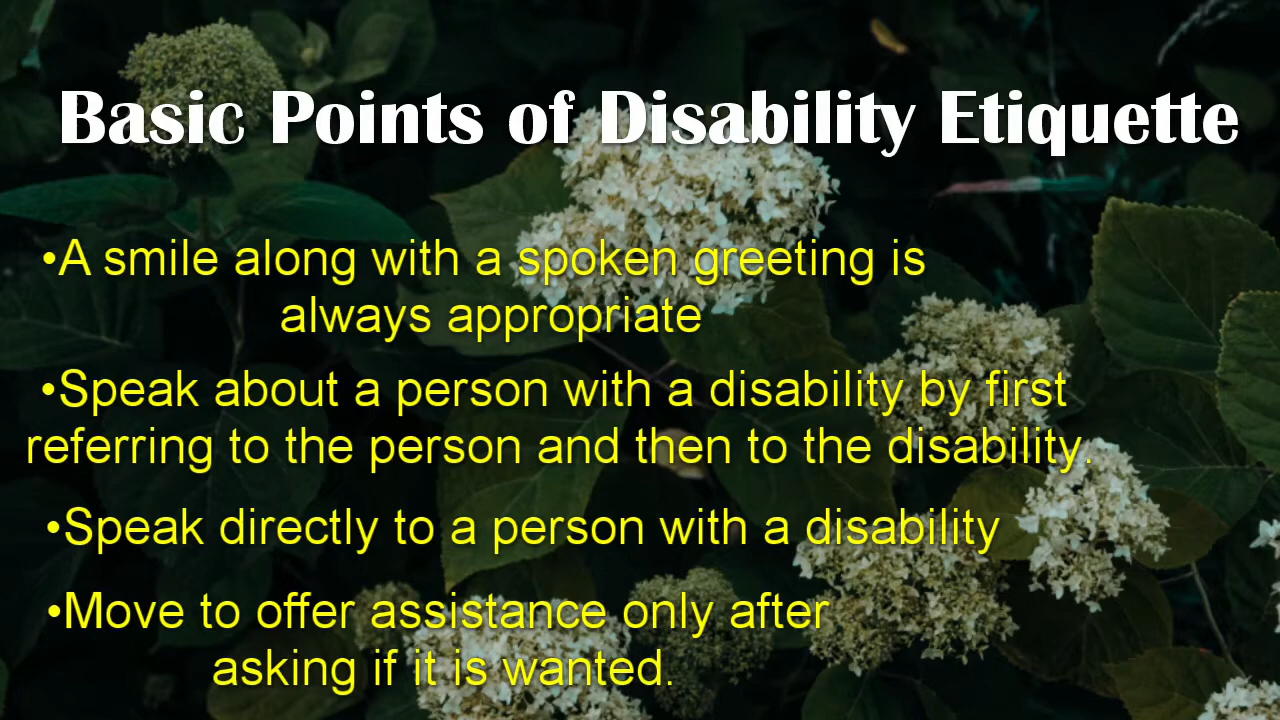 Basic Points of Disability Etiquette
•A smile along with a spoken greeting is
always appropriate
•Speak about a person with a disability by first
referring to the person and then to the disability.
•Speak directly to a person with a disability
•Move to offer assistance only after
asking if it is wanted.